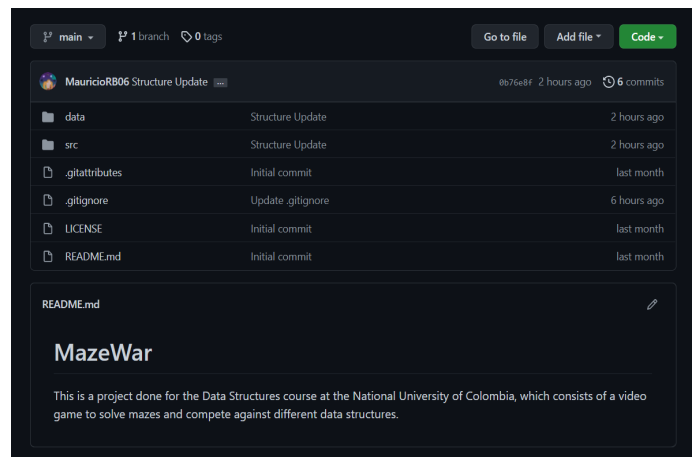 main 1 branch 0 tags Go to file Add file Code
MauricioRB06 Structure Update ... 0b76e8f 2 hours ago 6 commits
data Structure Update 2 hours ago
src Structure Update 2 hours ago
.gitattributes Initial commit last month
.gitignore Update .gitignore 6 hours ago
LICENSE Initial commit last month
README.md Initial commit last month
README.md
MazeWar
This is a project done for the Data Structures course at the National University of Colombia, which consists of a video
game to solve mazes and compete against different data structures.